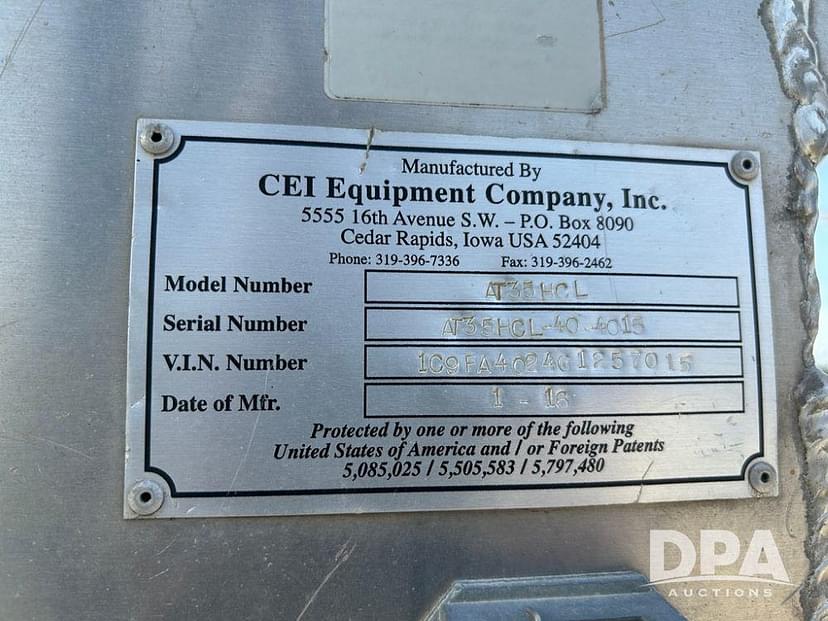 Manufactured By
CEI Equipment Company, Inc.
5555 16th Avenue S.W. – P.O. Box 8090
Cedar Rapids, Iowa USA 52404
Phone: 319-396-7336 Fax: 319-396-2462
Model Number AT35HCL
Serial Number AT35HCL-40-4015
V.I.N. Number 1C9FA4024G1257015
Date of Mfr. 1 - 16
Protected by one or more of the following
United States of America and / or Foreign Patents
5,085,025 / 5,505,583 / 5,797,480
DPA
AUCTIONS